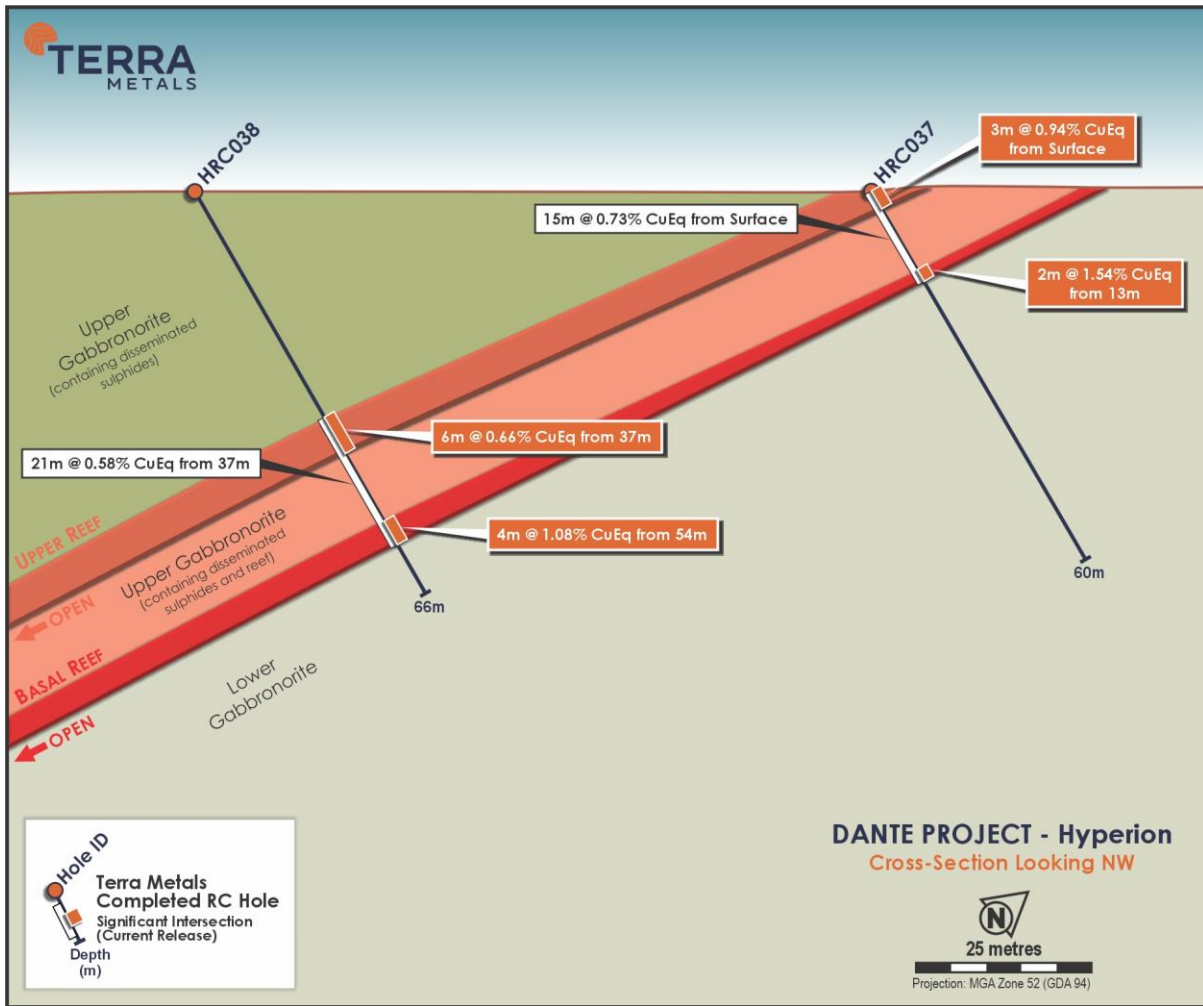 TERRA
METALS
HRC038
HRC037
3m @ 0.94% CuEq
from Surface
15m @ 0.73% CuEq from Surface
2m @ 1.54% CuEq
from 13m
Upper
Gabbronorite
(containing disseminated
sulphides)
6m @ 0.66% CuEq from 37m
21m @ 0.58% CuEq from 37m
4m @ 1.08% CuEq from 54m
UPPER REEF
OPEN
Upper Gabbronorite
(containing disseminated
sulphides and reef)
66m
60m
BASAL REEF
OPEN
Lower
Gabbronorite
Hole ID
Terra Metals
Completed RC Hole
Significant Intersection
(Current Release)
Depth
(m)
DANTE PROJECT - Hyperion
Cross-Section Looking NW
N
25 metres
Projection: MGA Zone 52 (GDA 94)